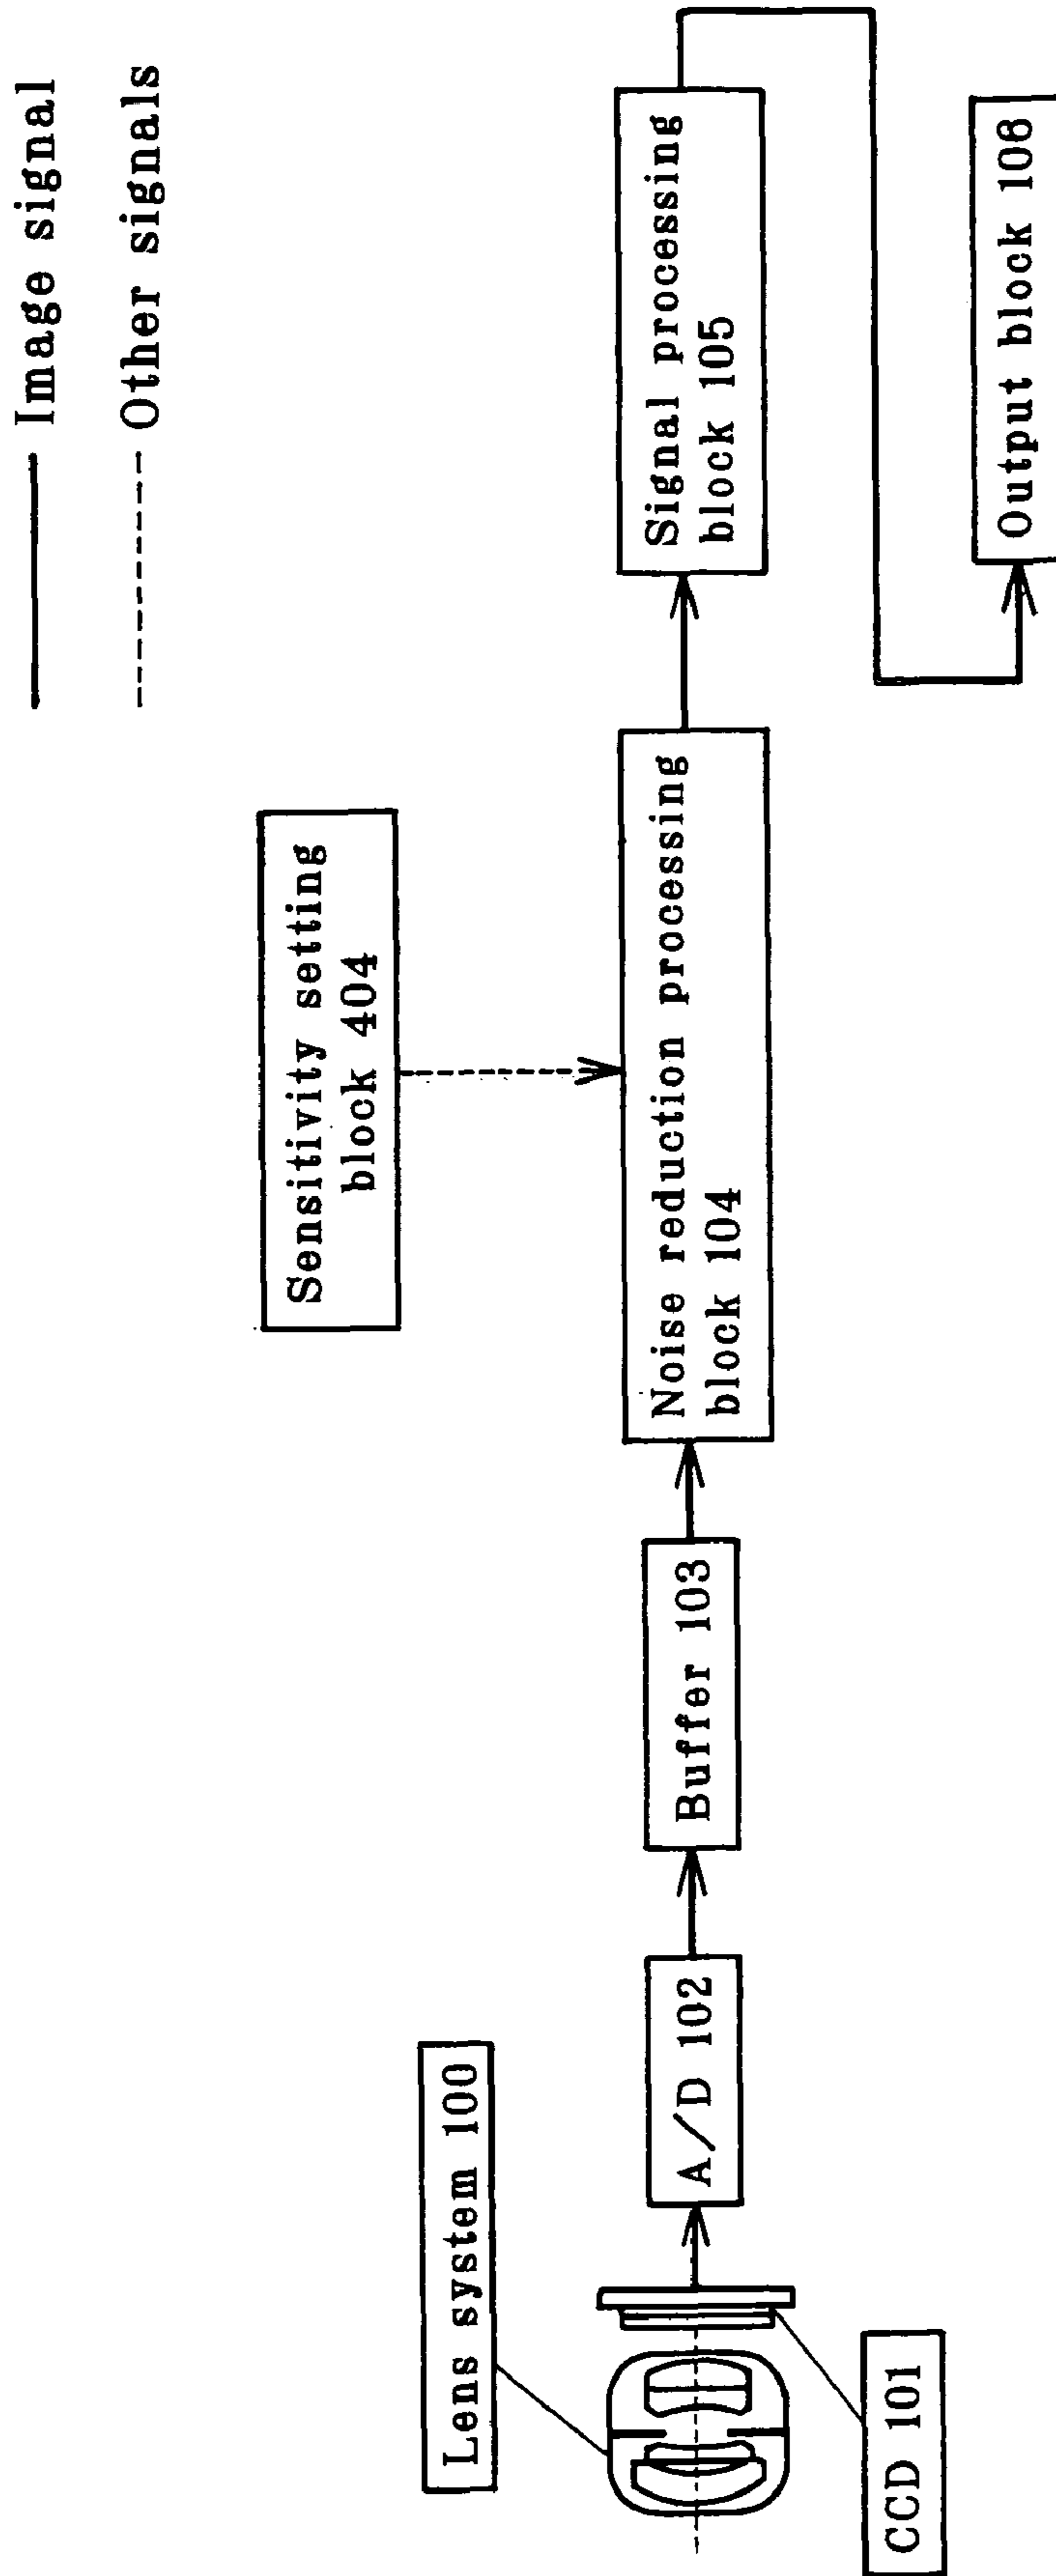 Image signal
Other signals
Sensitivity setting
block 404
Lens system 100
CCD 101
A/D 102
Buffer 103
Noise reduction processing
block 104
Signal processing
block 105
Output block 106